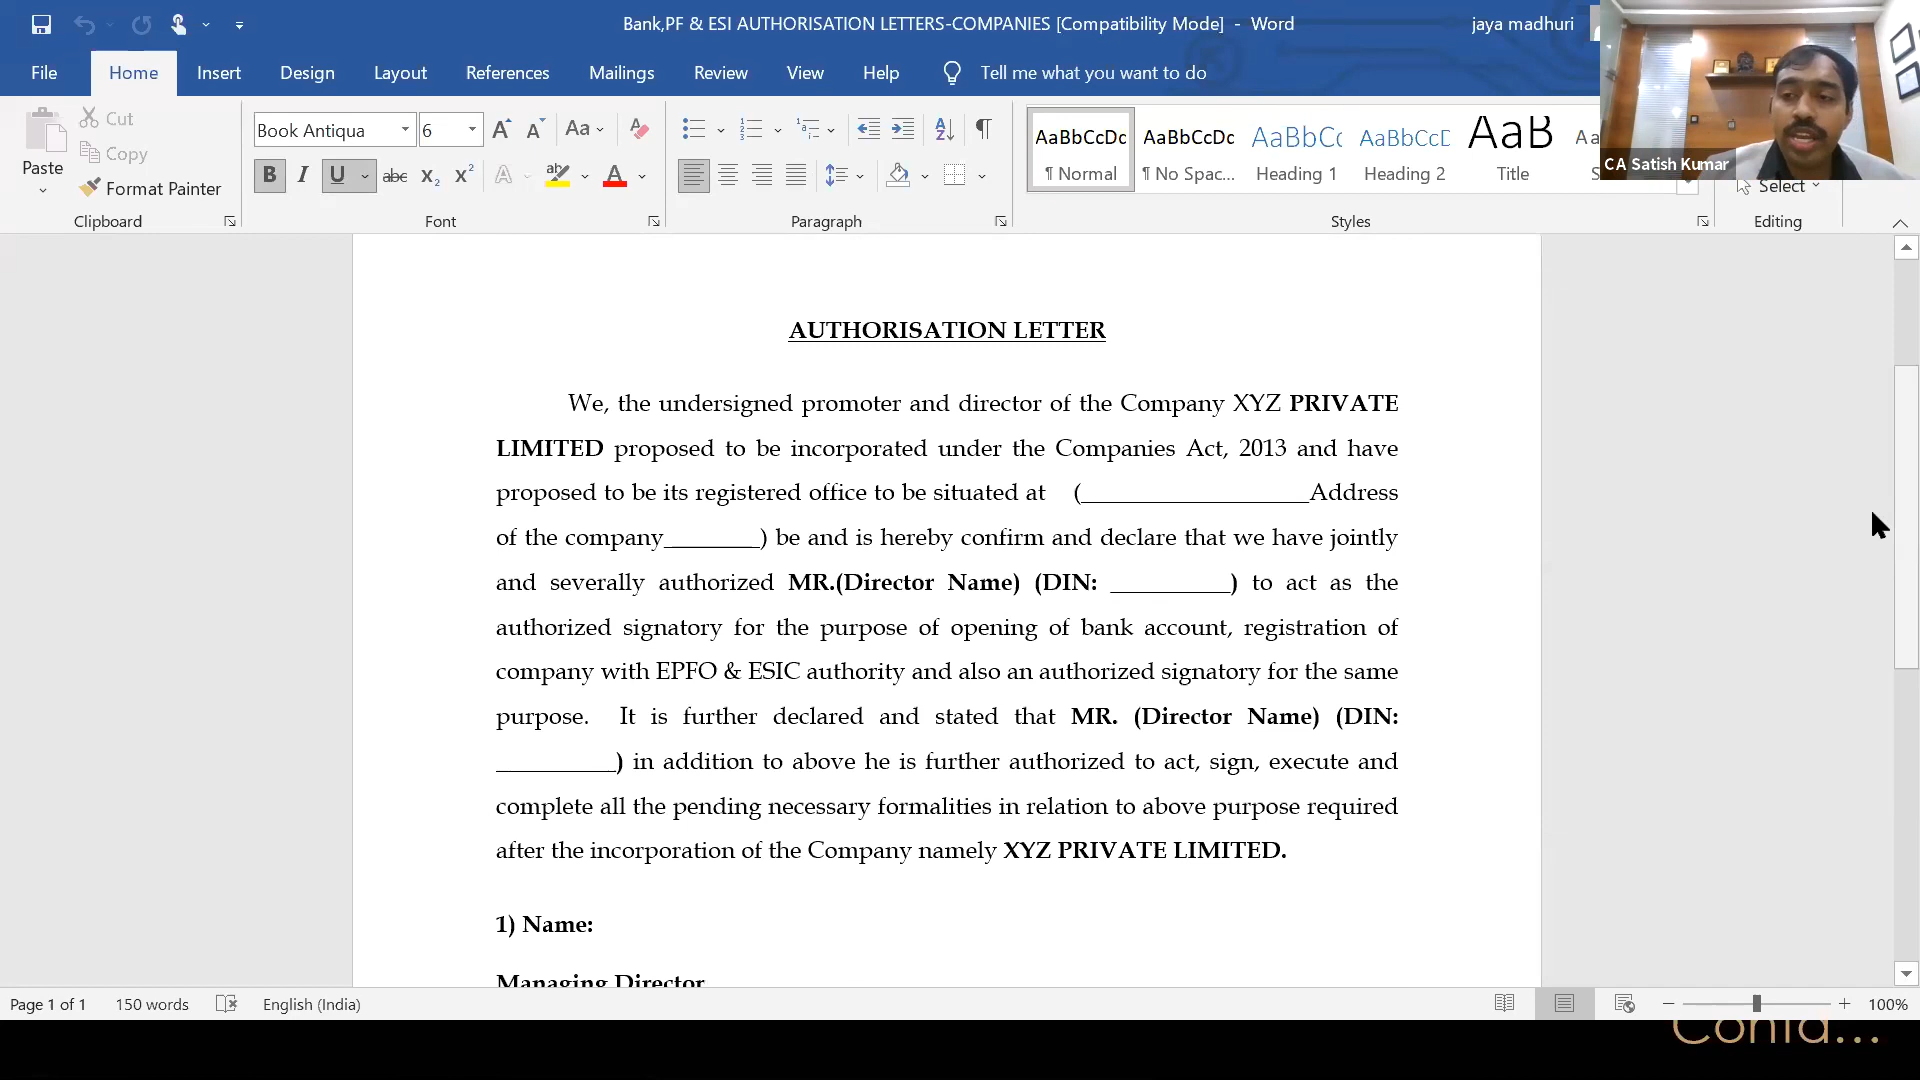 Bank,PF & ESI AUTHORISATION LETTERS-COMPANIES [Compatibility Mode] - Word
jaya madhuri
File Home Insert Design Layout References Mailings Review View Help Tell me what you want to do
Paste
Cut
Copy
Format Painter
Clipboard
Book Antiqua 6
Font
Paragraph
AaBbCcDc AaBbCcDc AaBbCc AaBbCcD AaB
¶ Normal ¶ No Spac... Heading 1 Heading 2 Title
Styles
C A Satish Kumar
Select
Editing
AUTHORISATION LETTER
We, the undersigned promoter and director of the Company XYZ PRIVATE
LIMITED proposed to be incorporated under the Companies Act, 2013 and have
proposed to be its registered office to be situated at (___________________Address
of the company________) be and is hereby confirm and declare that we have jointly
and severally authorized MR.(Director Name) (DIN: __________) to act as the
authorized signatory for the purpose of opening of bank account, registration of
company with EPFO & ESIC authority and also an authorized signatory for the same
purpose. It is further declared and stated that MR. (Director Name) (DIN:
__________) in addition to above he is further authorized to act, sign, execute and
complete all the pending necessary formalities in relation to above purpose required
after the incorporation of the Company namely XYZ PRIVATE LIMITED.
1) Name:
Managing Director
Page 1 of 1 150 words English (India) 100%